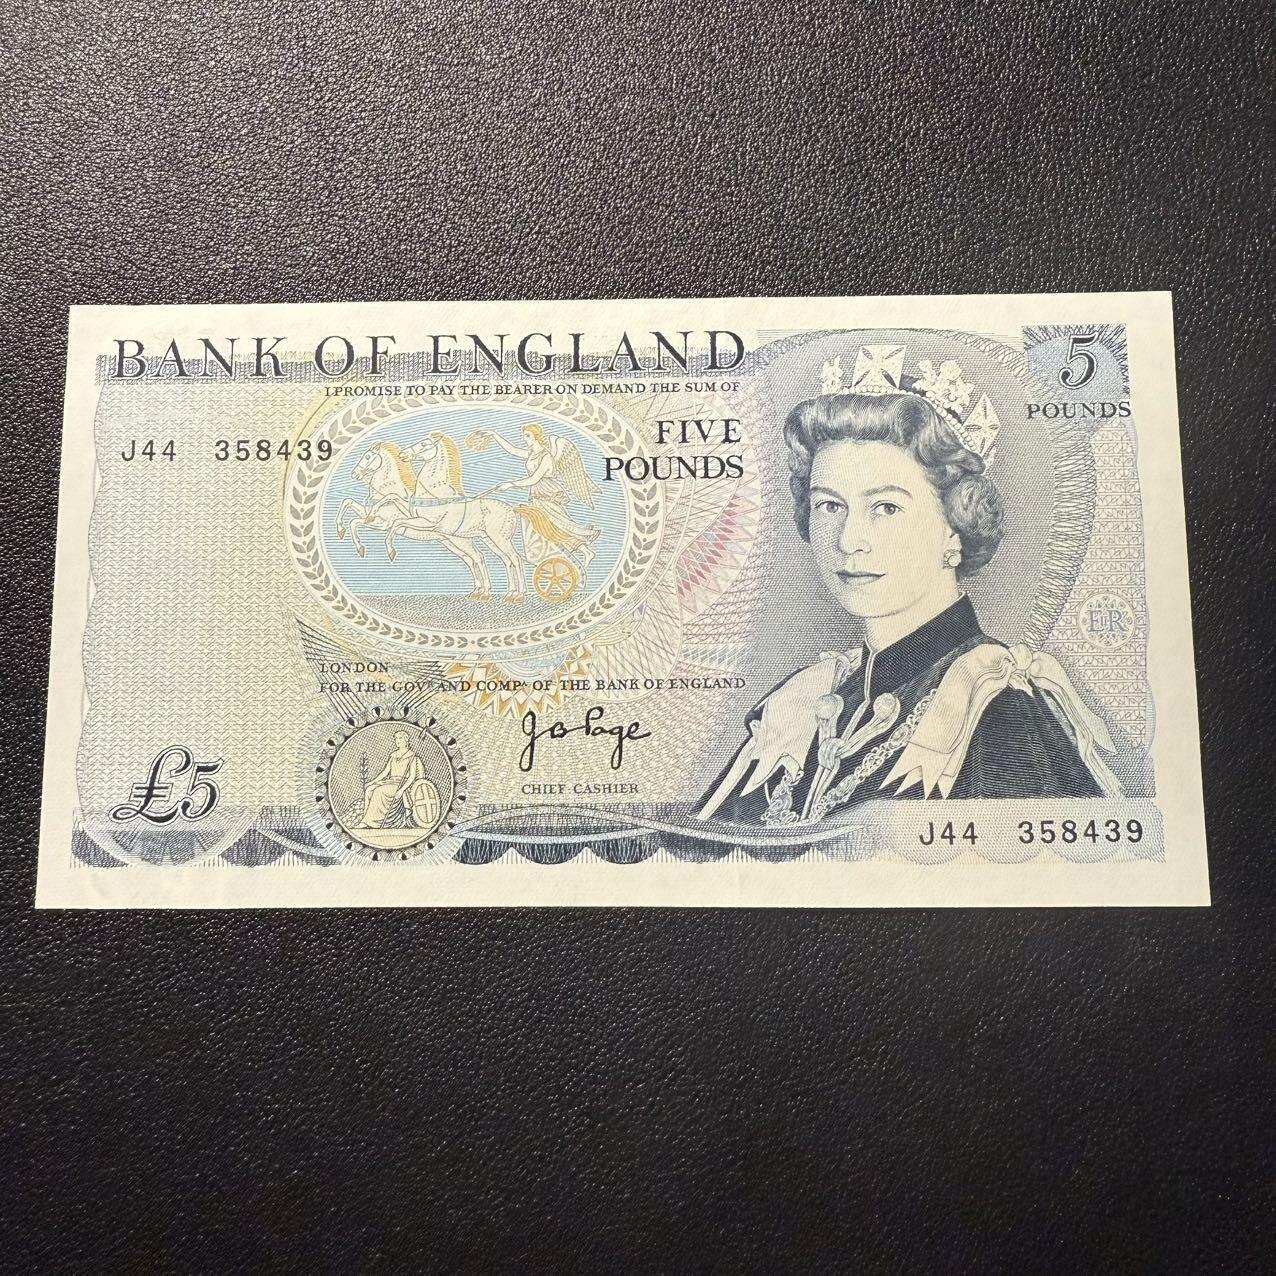 BANK OF ENGLAND
I PROMISE TO PAY THE BEARER ON DEMAND THE SUM OF
5
POUNDS
J44 358439
FIVE
POUNDS
EIIR
LONDON
FOR THE GOVR AND COMPA OF THE BANK OF ENGLAND
J B Page
CHIEF CASHIER
£5
J44 358439